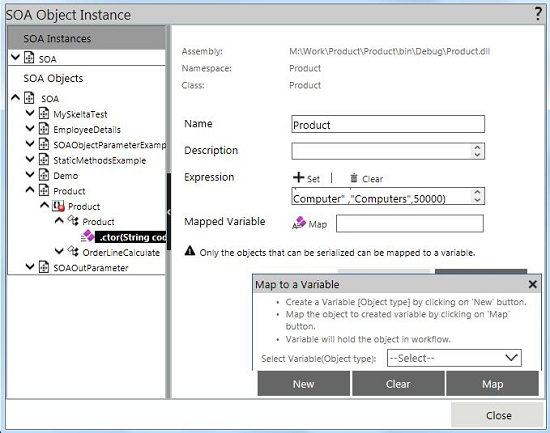 SOA Object Instance
?
SOA Instances
SOA
SOA Objects
SOA
MySkeltaTest
EmployeeDetails
SOAObjectParameterExamp
StaticMethodsExample
Demo
Product
Product
Product
.ctor(String cod
OrderLineCalculate
SOAOutParameter
Assembly: M:\Work\Product\Product\bin\Debug\Product.dll
Namespace: Product
Class: Product
Name Product
Description
Expression Set | Clear
Computer" ,"Computers",50000)
Mapped Variable Map
Only the objects that can be serialized can be mapped to a variable.
Map to a Variable
• Create a Variable [Object type] by clicking on 'New' button.
• Map the object to created variable by clicking on 'Map'
button.
• Variable will hold the object in workflow.
Select Variable(Object type): --Select--
New Clear Map
Close